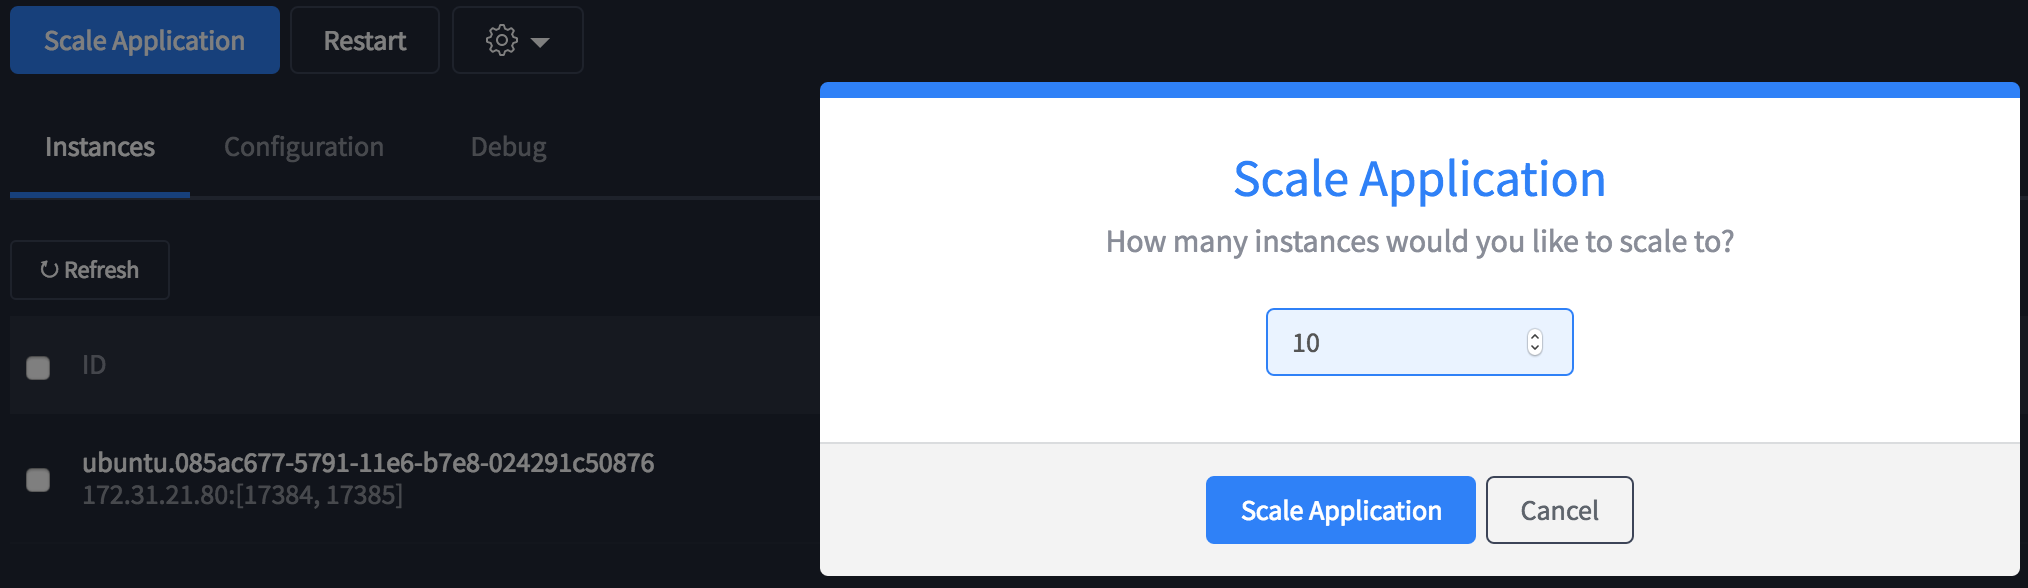 Scale Application
Restart
Instances
Configuration
Debug
Refresh
ID
ubuntu.085ac677-5791-11e6-b7e8-024291c50876
172.31.21.80:[17384, 17385]
Scale Application
How many instances would you like to scale to?
10
Scale Application
Cancel